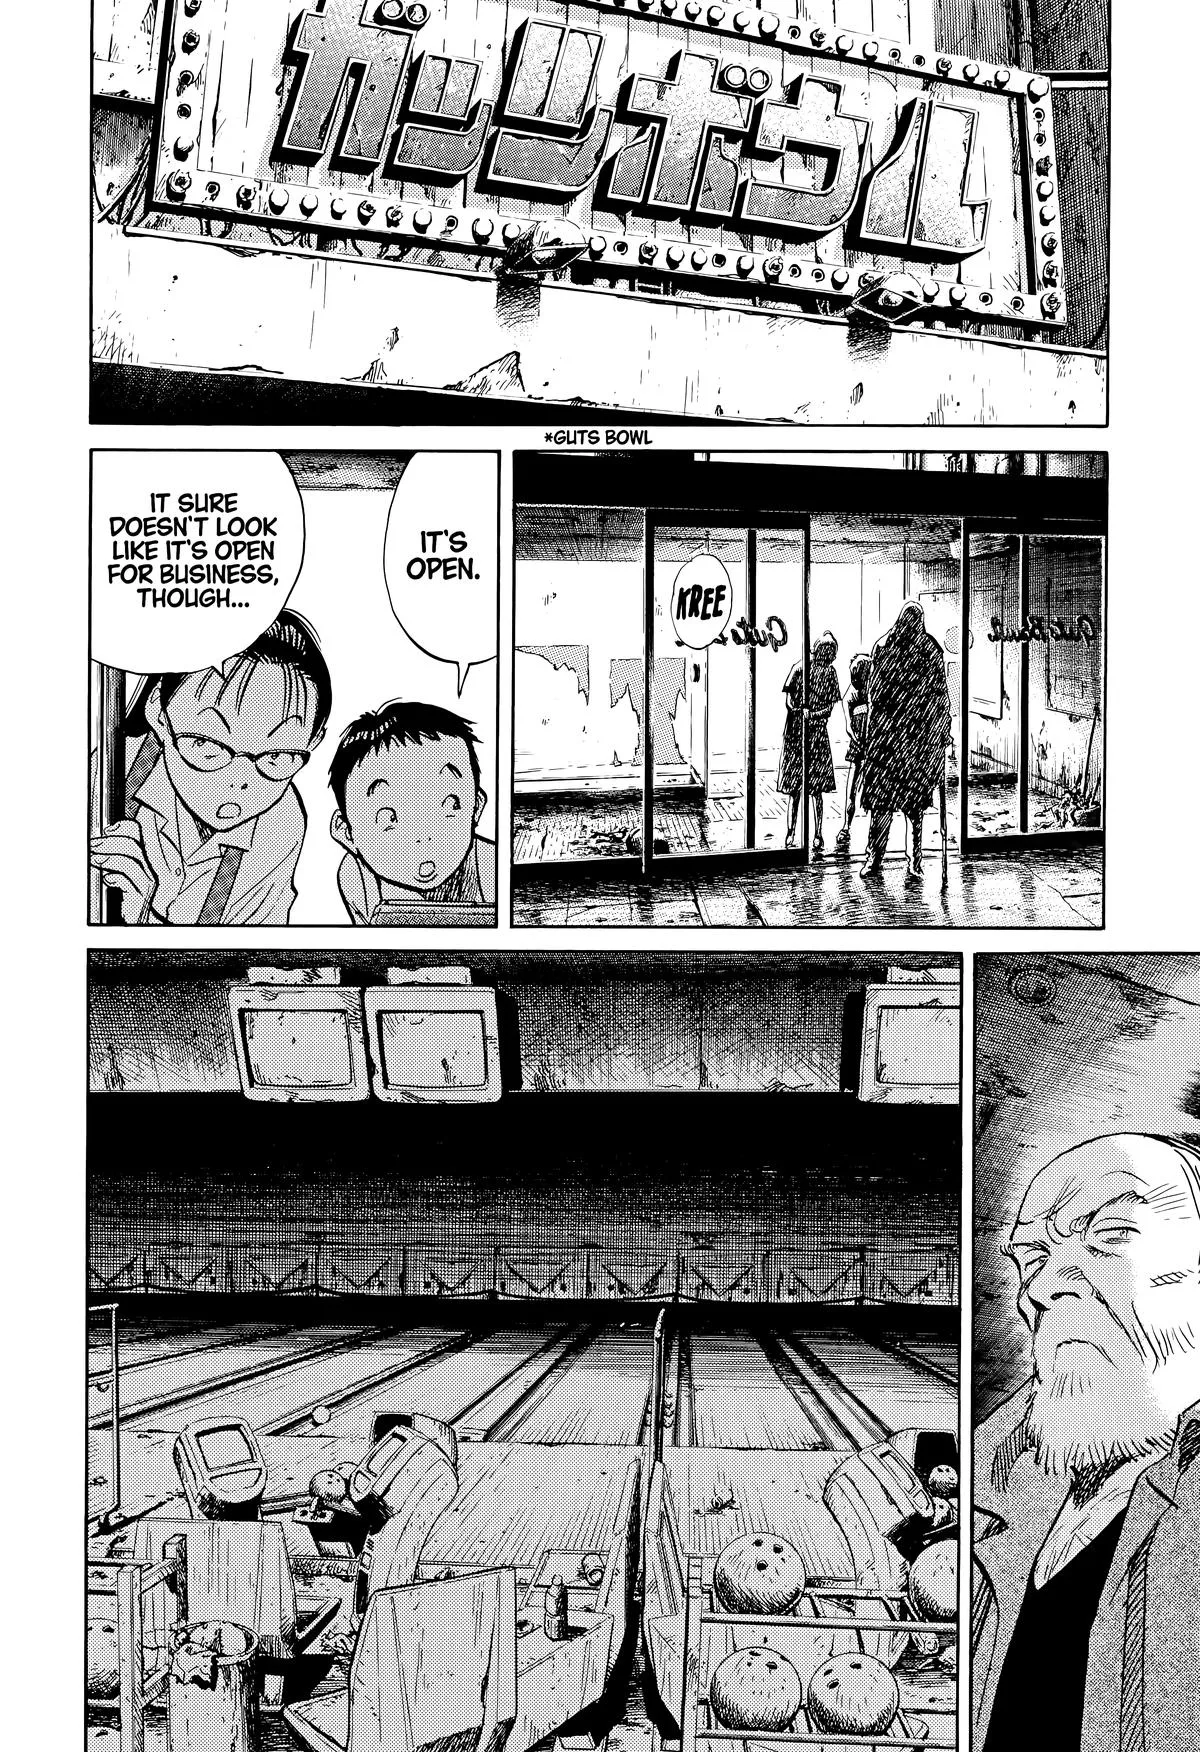 ガッツボウル
*GUTS BOWL
KREE
IT'S
OPEN.
IT SURE
DOESN'T LOOK
LIKE IT'S OPEN
FOR BUSINESS,
THOUGH...